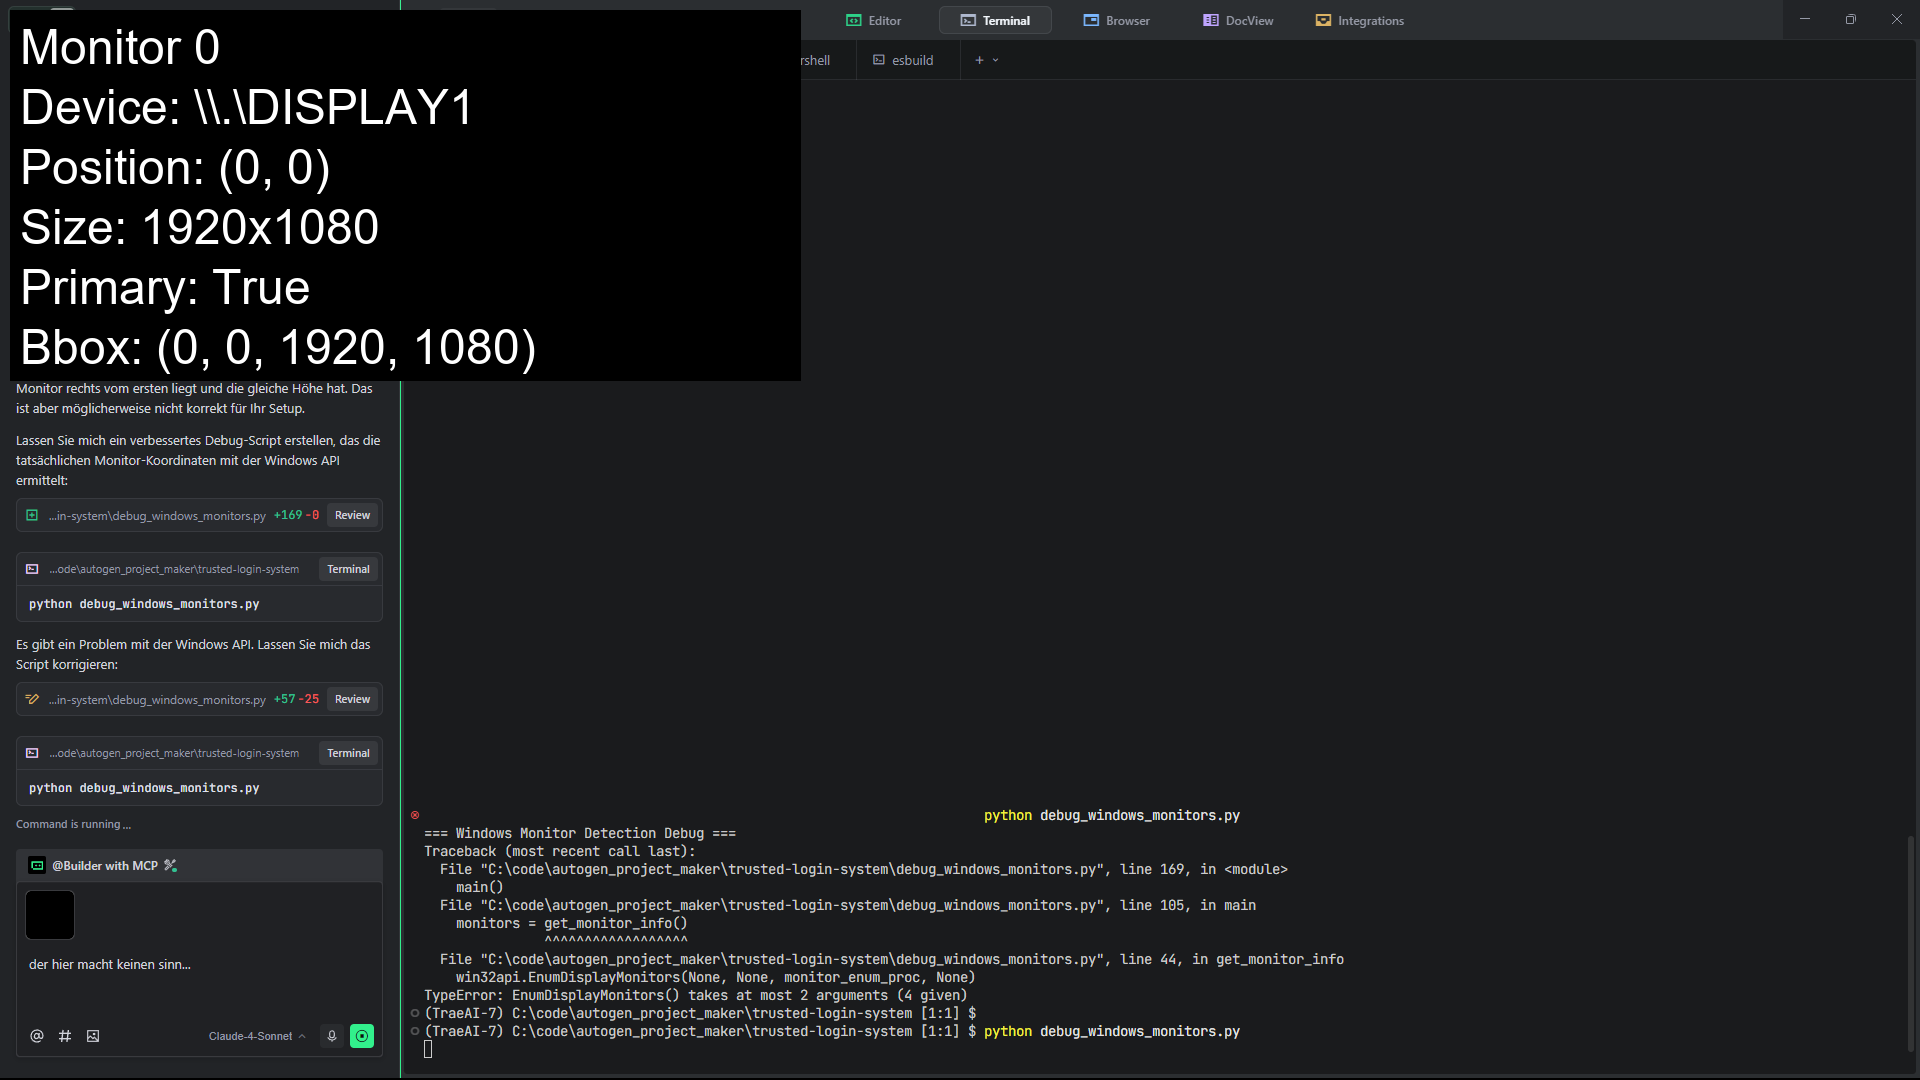 Monitor 0
Device: \\.\DISPLAY1
Position: (0, 0)
Size: 1920x1080
Primary: True
Bbox: (0, 0, 1920, 1080)
Editor
Terminal
Browser
DocView
Integrations
rshell
esbuild
Monitor rechts vom ersten liegt und die gleiche Höhe hat. Das
ist aber möglicherweise nicht korrekt für Ihr Setup.
Lassen Sie mich ein verbessertes Debug-Script erstellen, das die
tatsächlichen Monitor-Koordinaten mit der Windows API
ermittelt:
...in-system\debug_windows_monitors.py +169 -0 Review
...ode\autogen_project_maker\trusted-login-system Terminal
python debug_windows_monitors.py
Es gibt ein Problem mit der Windows API. Lassen Sie mich das
Script korrigieren:
...in-system\debug_windows_monitors.py +57 -25 Review
...ode\autogen_project_maker\trusted-login-system Terminal
python debug_windows_monitors.py
Command is running ...
@Builder with MCP
der hier macht keinen sinn...
Claude-4-Sonnet
python debug_windows_monitors.py
=== Windows Monitor Detection Debug ===
Traceback (most recent call last):
File "C:\code\autogen_project_maker\trusted-login-system\debug_windows_monitors.py", line 169, in <module>
main()
File "C:\code\autogen_project_maker\trusted-login-system\debug_windows_monitors.py", line 105, in main
monitors = get_monitor_info()
^^^^^^^^^^^^^^^^^^
File "C:\code\autogen_project_maker\trusted-login-system\debug_windows_monitors.py", line 44, in get_monitor_info
win32api.EnumDisplayMonitors(None, None, monitor_enum_proc, None)
TypeError: EnumDisplayMonitors() takes at most 2 arguments (4 given)
(TraeAI-7) C:\code\autogen_project_maker\trusted-login-system [1:1] $
(TraeAI-7) C:\code\autogen_project_maker\trusted-login-system [1:1] $ python debug_windows_monitors.py